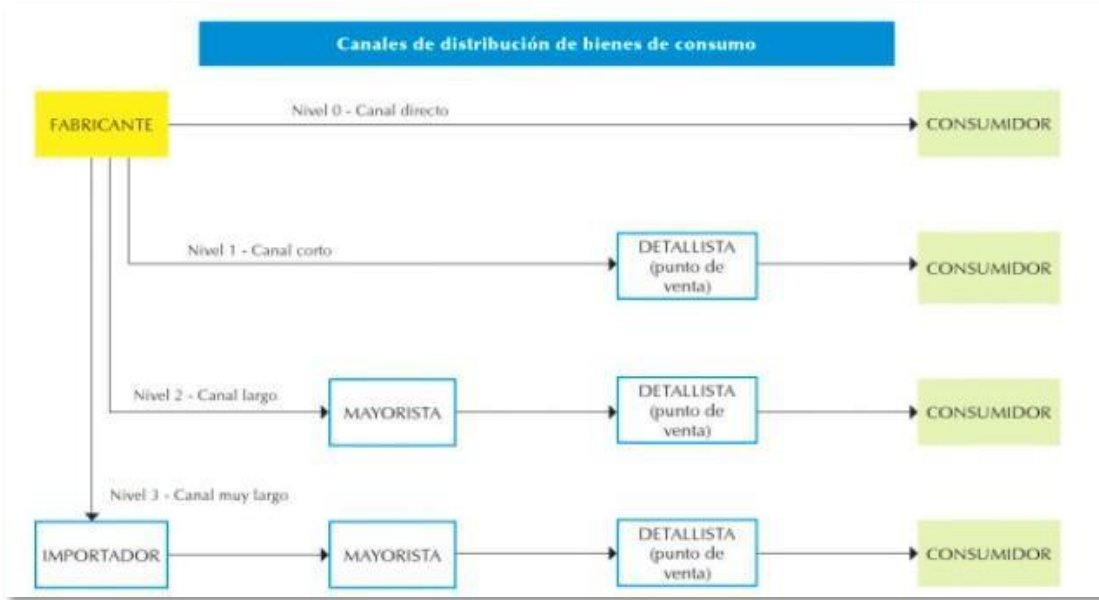 Canales de distribución de bienes de consumo
Nivel 0 - Canal directo
FABRICANTE
CONSUMIDOR
Nivel 1 - Canal corto
DETALLISTA
(punto de
venta)
CONSUMIDOR
Nivel 2 - Canal largo
MAYORISTA
DETALLISTA
(punto de
venta)
CONSUMIDOR
Nivel 3 - Canal muy largo
IMPORTADOR
MAYORISTA
DETALLISTA
(punto de
venta)
CONSUMIDOR